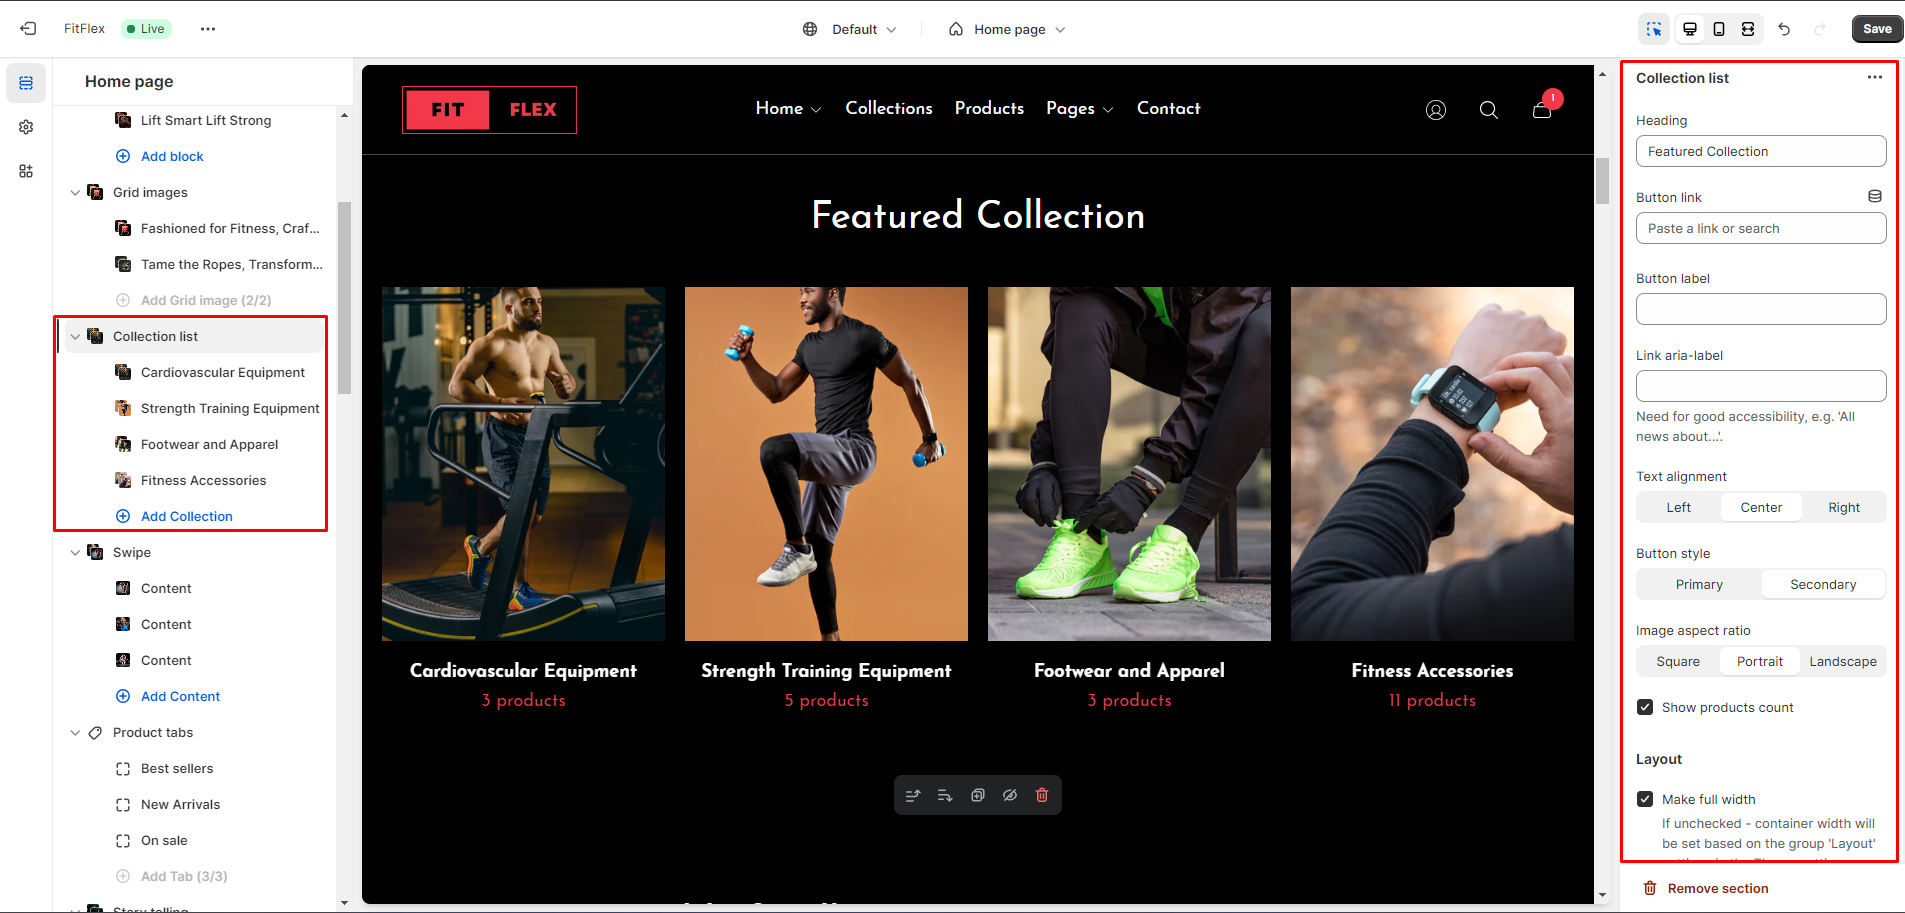 FitFlex
Live
Default
Home page
Save
Home page
Lift Smart Lift Strong
Add block
Grid images
Fashioned for Fitness, Craf...
Tame the Ropes, Transform...
Add Grid image (2/2)
Collection list
Cardiovascular Equipment
Strength Training Equipment
Footwear and Apparel
Fitness Accessories
Add Collection
Swipe
Content
Content
Content
Add Content
Product tabs
Best sellers
New Arrivals
On sale
Add Tab (3/3)
Story telling
FIT FLEX
Home
Collections
Products
Pages
Contact
1
Featured Collection
Cardiovascular Equipment
3 products
Strength Training Equipment
5 products
Footwear and Apparel
3 products
Fitness Accessories
11 products
Collection list
Heading
Featured Collection
Button link
Paste a link or search
Button label
Link aria-label
Need for good accessibility, e.g. 'All
news about...'.
Text alignment
Left
Center
Right
Button style
Primary
Secondary
Image aspect ratio
Square
Portrait
Landscape
Show products count
Layout
Make full width
If unchecked - container width will
be set based on the group 'Layout'
Remove section